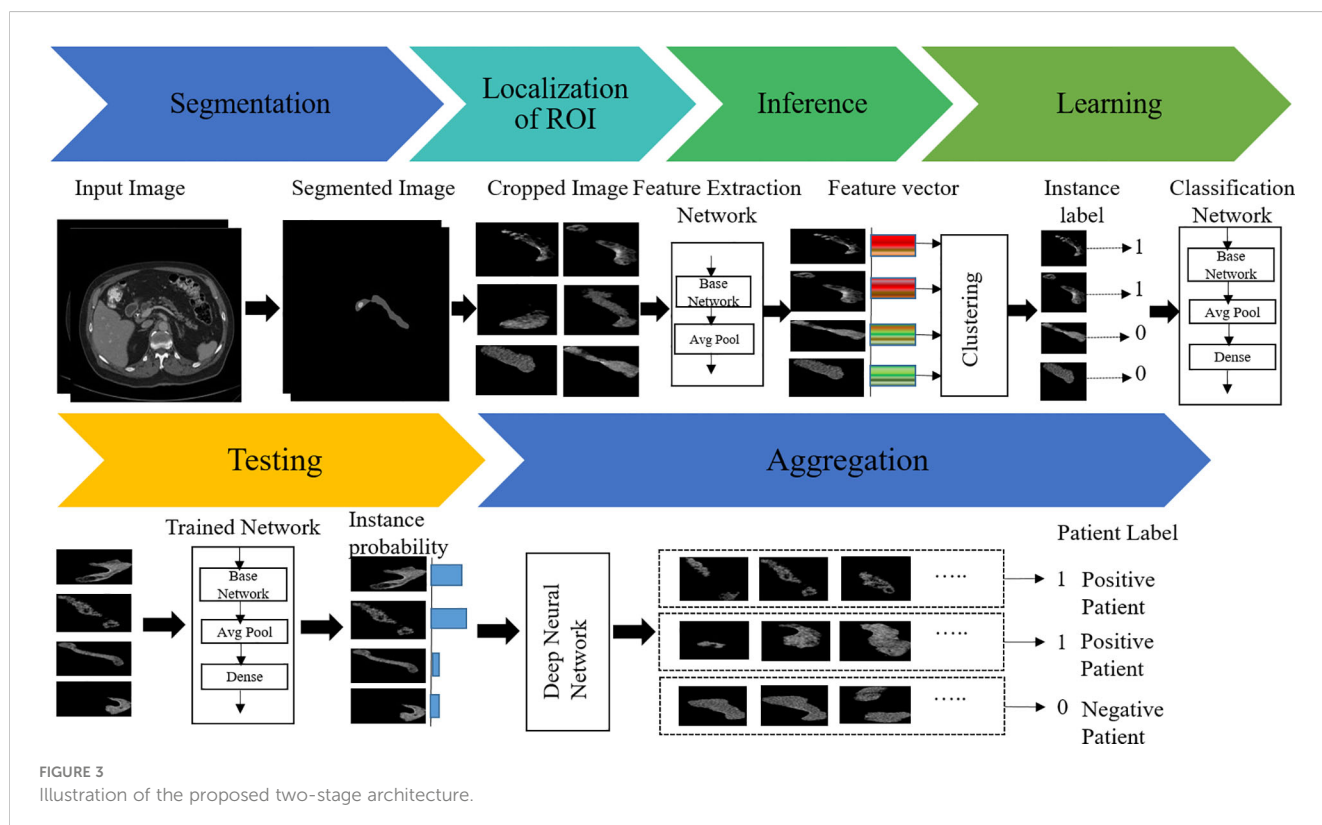 Segmentation
Localization
of ROI
Inference
Learning
Input Image
Segmented Image
Cropped Image
Feature Extraction
Network
Feature vector
Instance
label
Classification
Network
Base
Network
Avg Pool
Clustering
1
1
0
0
Base
Network
Avg Pool
Dense
Testing
Aggregation
Trained Network
Base
Network
Avg Pool
Dense
Instance
probability
Deep Neural
Network
.....
.....
.....
Patient Label
1 Positive
Patient
1 Positive
Patient
0 Negative
Patient
FIGURE 3
Illustration of the proposed two-stage architecture.